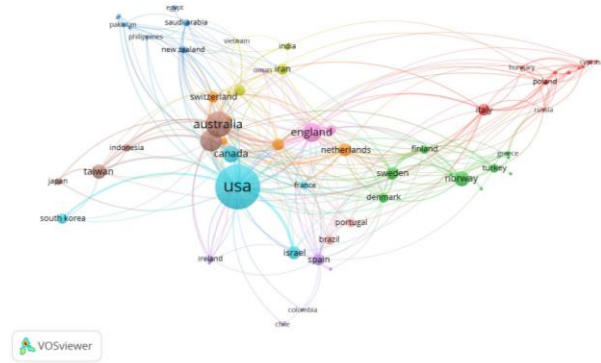 egypt
saudi arabia
pakistan
philippines
new zealand
vietnam
india
oman
iran
hungary
cyprus
poland
switzerland
italy
russia
australia
england
indonesia
canada
netherlands
finland
greece
taiwan
sweden
norway
turkey
japan
usa
france
denmark
south korea
portugal
brazil
ireland
israel
spain
colombia
chile
VOSviewer